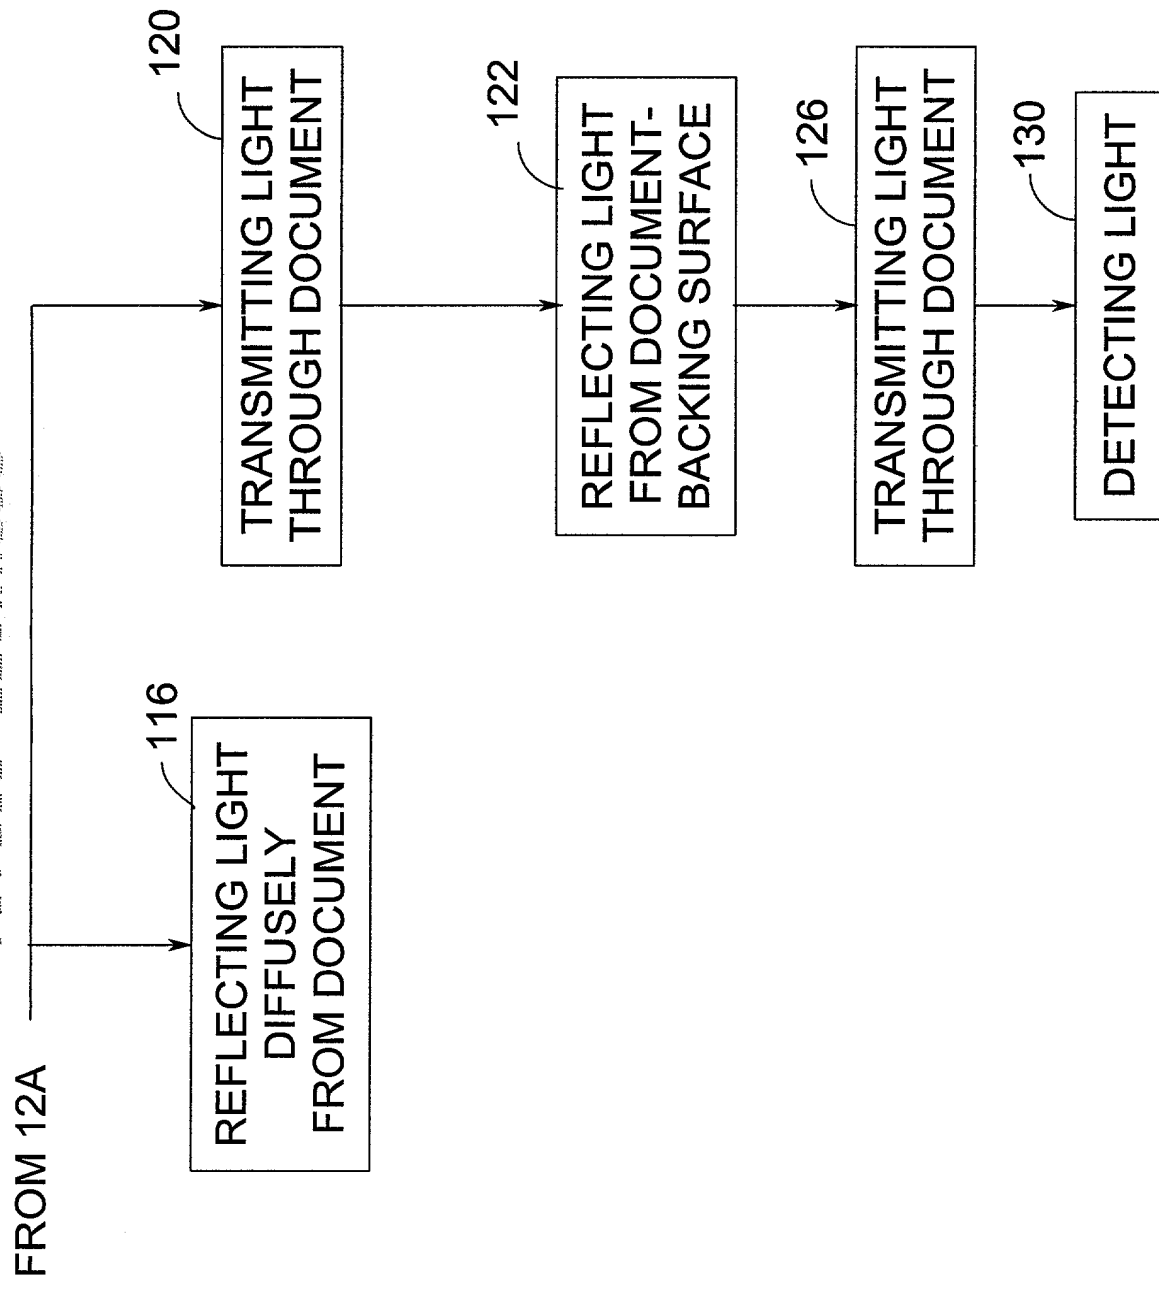 FROM 12A
116
REFLECTING LIGHT
DIFFUSELY
FROM DOCUMENT
120
TRANSMITTING LIGHT
THROUGH DOCUMENT
122
REFLECTING LIGHT
FROM DOCUMENT-
BACKING SURFACE
126
TRANSMITTING LIGHT
THROUGH DOCUMENT
130
DETECTING LIGHT